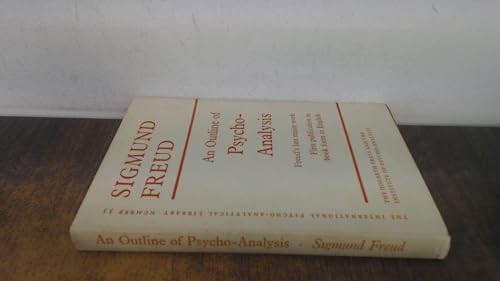 SIGMUND
FREUD
An Outline of
Psycho-
Analysis
Freud's last major work
First publication in
book form in English
THE INTERNATIONAL PSYCHO-ANALYTICAL LIBRARY NUMBER 35
THE HOGARTH PRESS AND THE
INSTITUTE OF PSYCHO-ANALYSIS
An Outline of Psycho-Analysis · Sigmund Freud